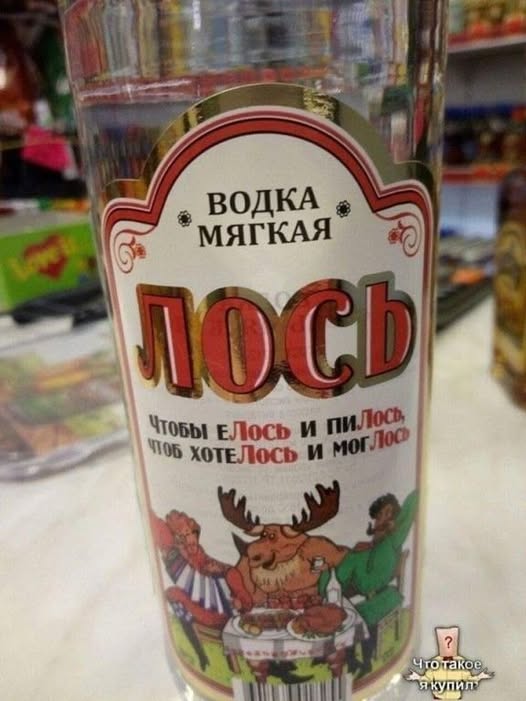 ВОДКА
МЯГКАЯ
ЛОСЬ
Чтобы еЛось и пиЛось,
чтоб хотеЛось и могЛось
Что такое
я купил?